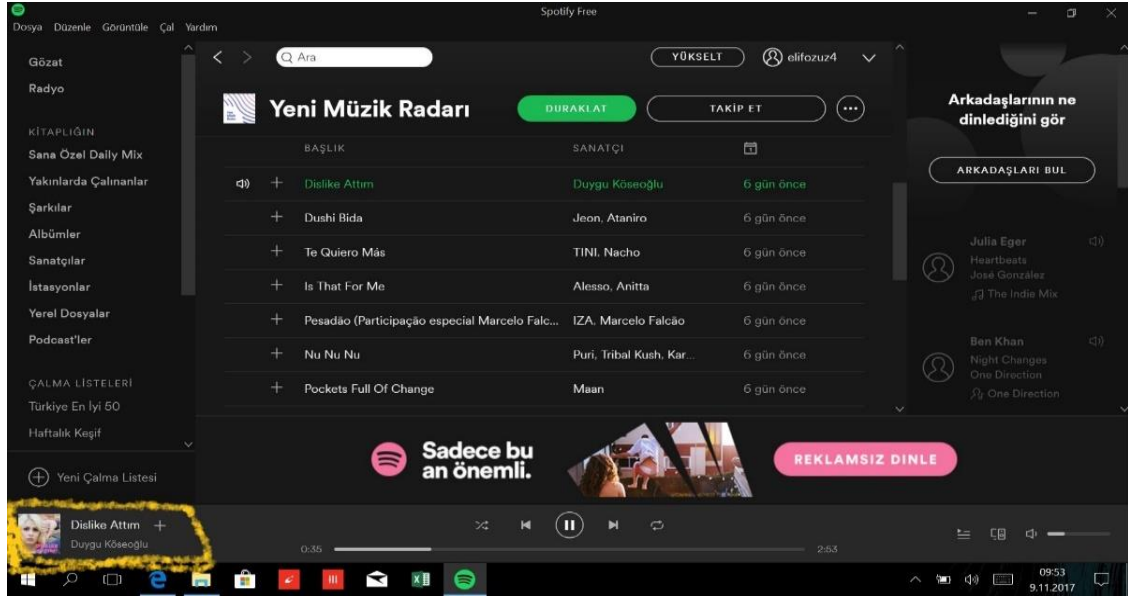 Spotify Free
Dosya Düzenle Görüntüle Çal Yardım
Gözat
Radyo
KİTAPLIĞIN
Sana Özel Daily Mix
Yakınlarda Çalınanlar
Şarkılar
Albümler
Sanatçılar
İstasyonlar
Yerel Dosyalar
Podcast'ler
ÇALMA LİSTELERİ
Türkiye En İyi 50
Haftalık Keşif
Yeni Çalma Listesi
Ara
YÜKSELT
elifozuz4
Yeni Müzik Radarı
DURAKLAT
TAKİP ET
BAŞLIK SANATÇI
Dislike Attım Duygu Köseoğlu 6 gün önce
Dushi Bida Jeon, Ataniro 6 gün önce
Te Quiero Más TINI, Nacho 6 gün önce
Is That For Me Alesso, Anitta 6 gün önce
Pesadão (Participação especial Marcelo Falc... IZA, Marcelo Falcão 6 gün önce
Nu Nu Nu Puri, Tribal Kush, Kar... 6 gün önce
Pockets Full Of Change Maan 6 gün önce
Arkadaşlarının ne
dinlediğini gör
ARKADAŞLARI BUL
Julia Eger
Heartbeats
José González
The Indie Mix
Ben Khan
Night Changes
One Direction
One Direction
Sadece bu
an önemli.
REKLAMSIZ DINLE
Dislike Attım
Duygu Köseoğlu
0:35
2:53
09:53
9.11.2017